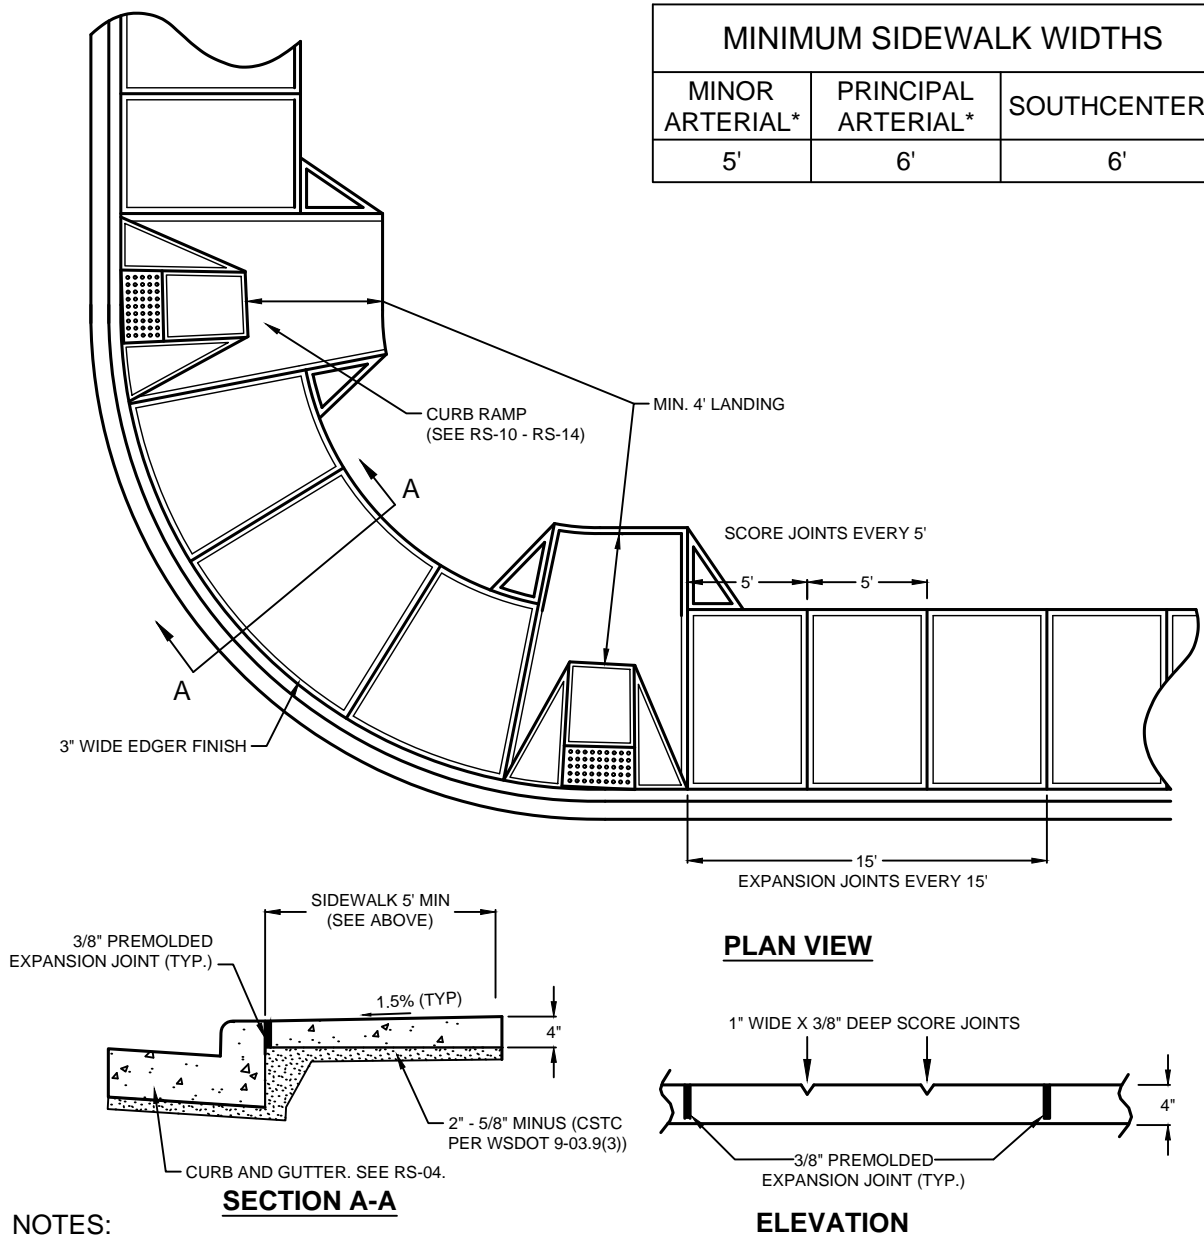 MINIMUM SIDEWALK WIDTHS
MINOR ARTERIAL*
PRINCIPAL ARTERIAL*
SOUTHCENTER
5'
6'
6'
MIN. 4' LANDING
CURB RAMP
(SEE RS-10 - RS-14)
A
A
SCORE JOINTS EVERY 5'
5'
5'
3" WIDE EDGER FINISH
15'
EXPANSION JOINTS EVERY 15'
PLAN VIEW
SIDEWALK 5' MIN
(SEE ABOVE)
3/8" PREMOLDED
EXPANSION JOINT (TYP.)
1.5% (TYP)
4"
2" - 5/8" MINUS (CSTC
PER WSDOT 9-03.9(3))
CURB AND GUTTER. SEE RS-04.
SECTION A-A
1" WIDE X 3/8" DEEP SCORE JOINTS
4"
3/8" PREMOLDED
EXPANSION JOINT (TYP.)
ELEVATION
NOTES: